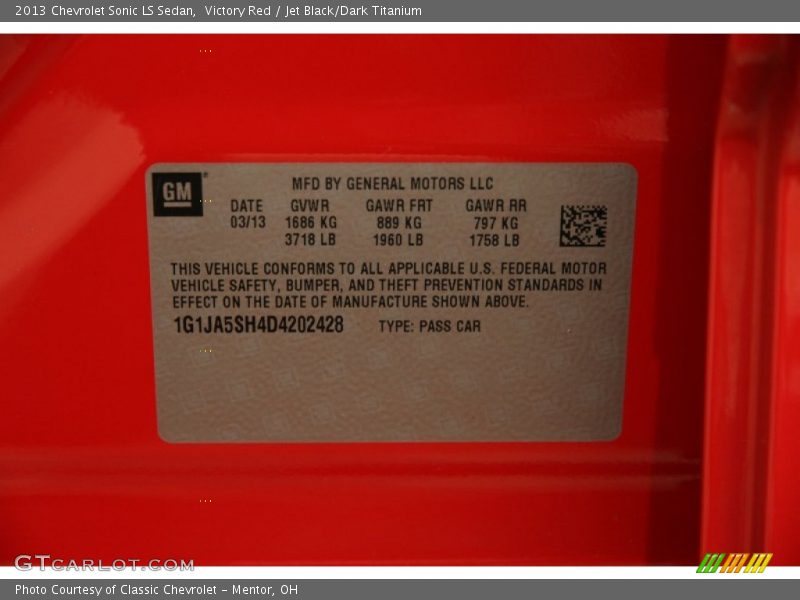 2013 Chevrolet Sonic LS Sedan,  Victory Red / Jet Black/Dark Titanium
GM
MFD BY GENERAL MOTORS LLC
DATE GVWR GAWR FRT GAWR RR
03/13 1686 KG 889 KG 797 KG
3718 LB 1960 LB 1758 LB
THIS VEHICLE CONFORMS TO ALL APPLICABLE U.S. FEDERAL MOTOR
VEHICLE SAFETY, BUMPER, AND THEFT PREVENTION STANDARDS IN
EFFECT ON THE DATE OF MANUFACTURE SHOWN ABOVE.
1G1JA5SH4D4202428 TYPE: PASS CAR
GTCARLOT.COM
Photo Courtesy of Classic Chevrolet - Mentor, OH